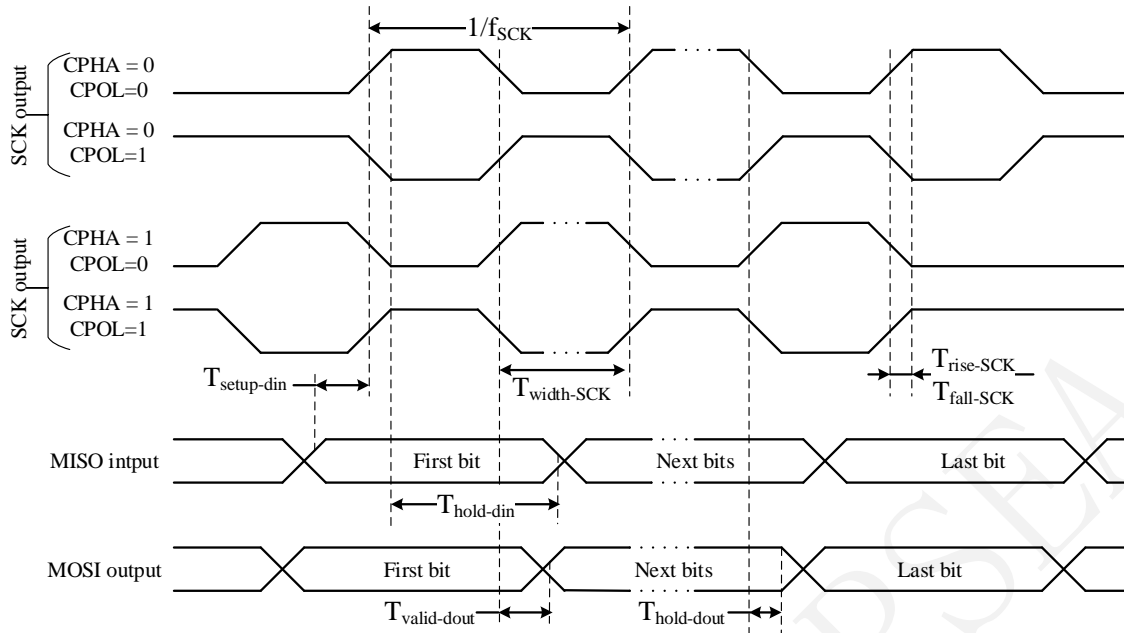 1/fSCK
SCK output
CPHA = 0
CPOL=0
CPHA = 0
CPOL=1
SCK output
CPHA = 1
CPOL=0
CPHA = 1
CPOL=1
Tsetup-din
Twidth-SCK
Trise-SCK
Tfall-SCK
MISO intput
First bit
Next bits
Last bit
Thold-din
MOSI output
First bit
Next bits
Last bit
Tvalid-dout
Thold-dout